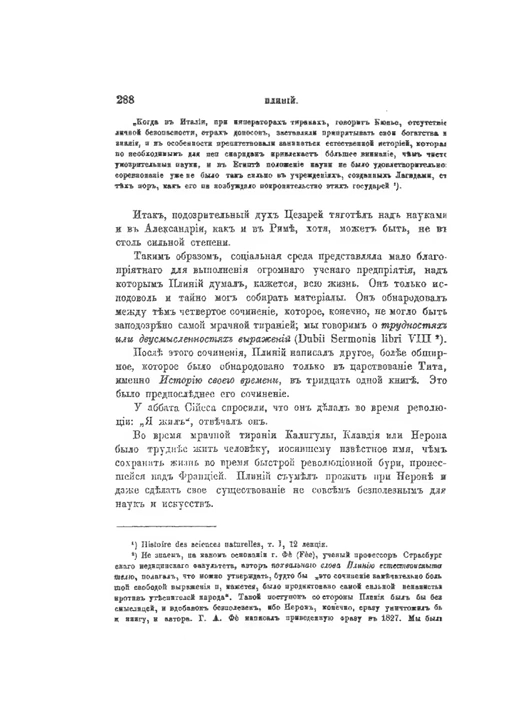 288
ПЛИНІЙ.
„Когда въ Италіи, при императорахъ тиранахъ, говоритъ Кювье, отсутствіе
личной безопасности, страхъ доносовъ, заставляли припрятывать свои богатства и
знанія, и въ особенности препятствовали заниматься естественной исторіей, которая
по необходимымъ для нея снарядамъ привлекаетъ большее вниманіе, чѣмъ чисто
умозрительныя науки, и въ Египтѣ положеніе науки не было удовлетворительно:
соревнованіе уже не было такъ сильно въ учрежденіяхъ, созданныхъ Лагидами, съ
тѣхъ поръ, какъ его не возбуждало покровительство этихъ государей ¹).
Итакъ, подозрительный духъ Цезарей тяготѣлъ надъ науками
и въ Александріи, какъ и въ Римѣ, хотя, можетъ быть, не въ
столь сильной степени.
Такимъ образомъ, соціальная среда представляла мало благо-
пріятнаго для выполненія огромнаго ученаго предпріятія, надъ
которымъ Плиній думалъ, кажется, всю жизнь. Онъ только ис-
подоволь и тайно могъ собирать матеріалы. Онъ обнародовалъ
между тѣмъ четвертое сочиненіе, которое, конечно, не могло быть
заподозрѣно самой мрачной тираніей; мы говоримъ о трудностяхъ
или двусмысленностяхъ выраженій (Dubii Sermonis libri VIII ²).
Послѣ этого сочиненія, Плиній написалъ другое, болѣе обшир-
ное, которое было обнародовано только въ царствованіе Тита,
именно Исторію своего времени, въ тридцать одной книгѣ. Это
было предпослѣднее его сочиненіе.
У аббата Сійеса спросили, что онъ дѣлалъ во время револю-
ціи: „Я жилъ“, отвѣчалъ онъ.
Во время мрачной тираніи Калигулы, Клавдія или Нерона
было труднѣе жить человѣку, носившему извѣстное имя, чѣмъ
сохранить жизнь во время быстрой революціонной бури, пронес-
шейся надъ Франціей. Плиній съумѣлъ прожить при Неронѣ и
даже сдѣлать свое существованіе не совсѣмъ безполезнымъ для
наукъ и искусствъ.
¹) Histoire des sciences naturelles, т. I, 12 лекція.
²) Не знаемъ, на какомъ основаніи г. Фе (Fée), ученый профессоръ Страсбург
скаго медицинскаго факультета, авторъ похвальнаго слова Плинію естествоиспыта
телю, полагалъ, что можно утверждать, будто бы „это сочиненіе замѣчательно боль
шой свободой выраженія и, кажется, было продиктовано самой сильной ненавистью
противъ утѣснителей народа“. Такой поступокъ со стороны Плинія былъ бы без
смыслицей, и вдобавокъ безполезенъ, ибо Неронъ, конечно, сразу уничтожилъ бы
и книгу, и автора. Г. А. Фе написалъ приведенную фразу въ 1827. Мы были